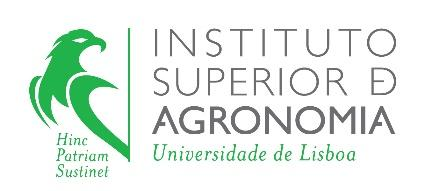 INSTITUTO
SUPERIOR Ð
AGRONOMIA
Universidade de Lisboa
Hinc
Patriam
Sustinet